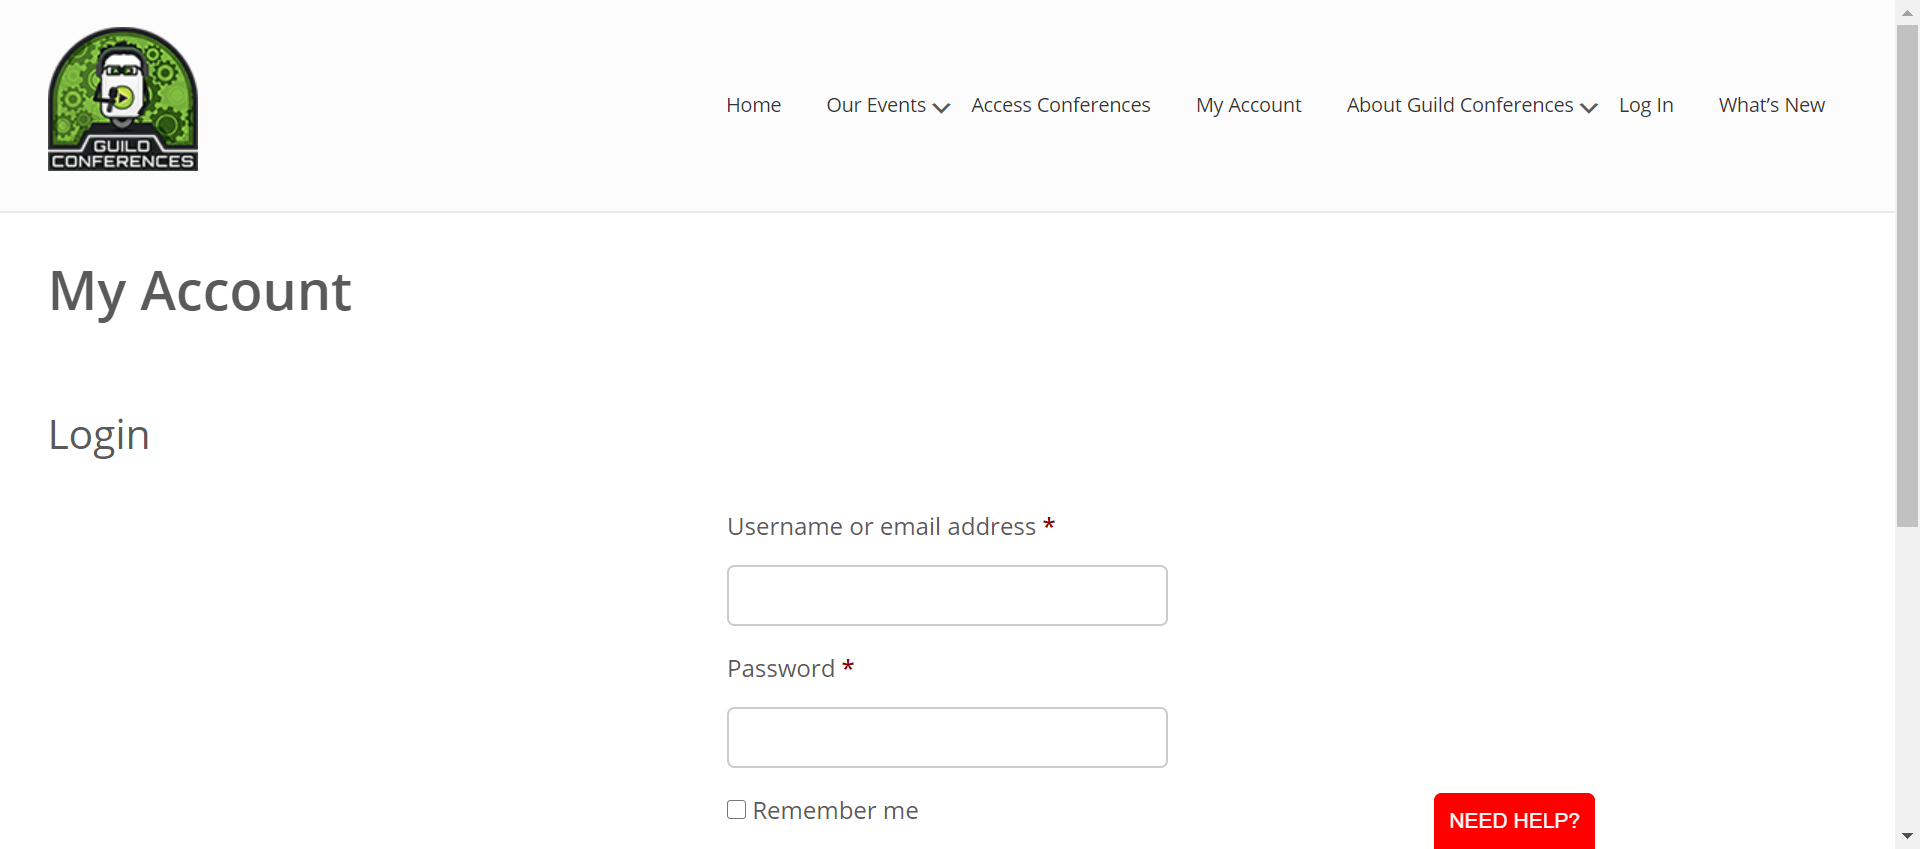 GUILD
CONFERENCES
Home
Our Events
Access Conferences
My Account
About Guild Conferences
Log In
What’s New
My Account
Login
Username or email address *
Password *
Remember me
NEED HELP?